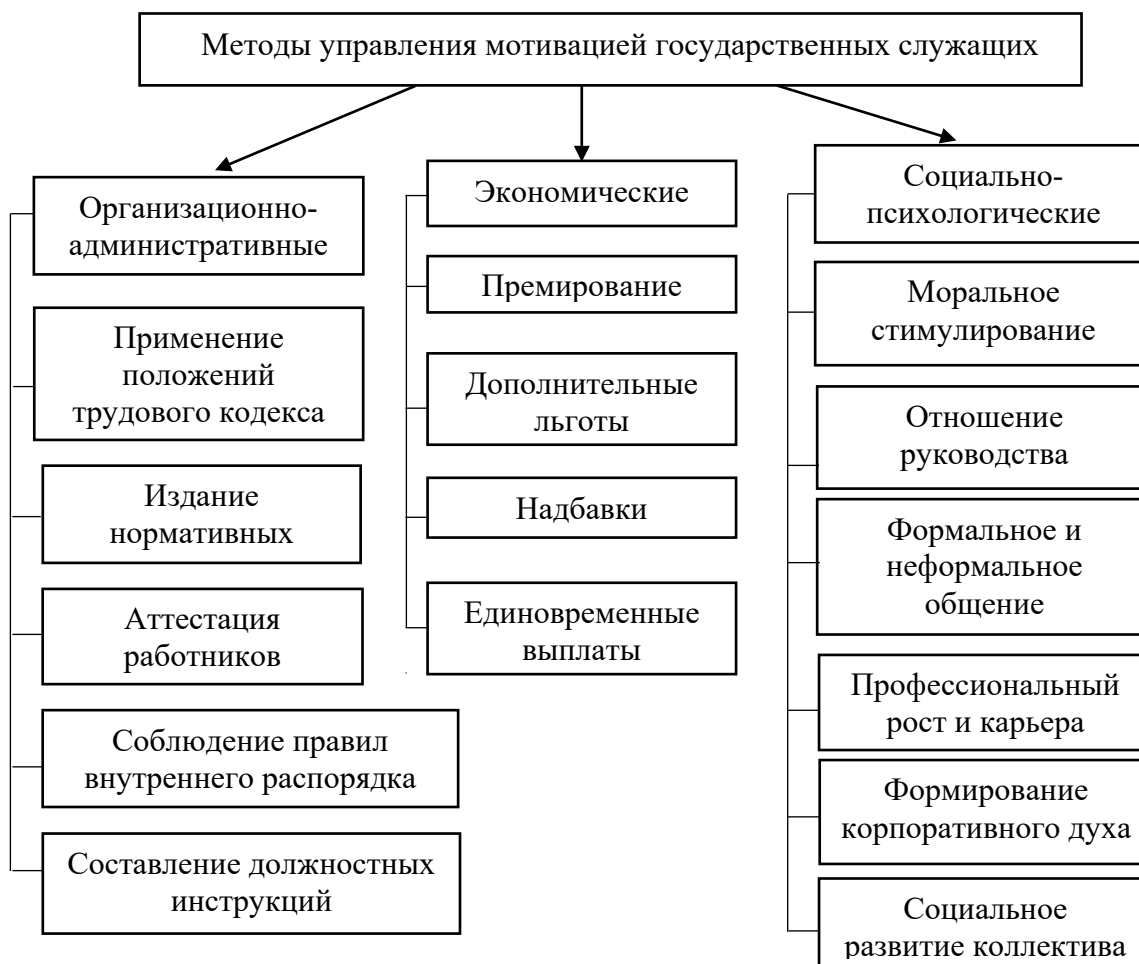 Методы управления мотивацией государственных служащих
Организационно-
административные
Применение
положений
трудового кодекса
Издание
нормативных
Аттестация
работников
Соблюдение правил
внутреннего распорядка
Составление должностных
инструкций
Экономические
Премирование
Дополнительные
льготы
Надбавки
Единовременные
выплаты
Социально-
психологические
Моральное
стимулирование
Отношение
руководства
Формальное и
неформальное
общение
Профессиональный
рост и карьера
Формирование
корпоративного духа
Социальное
развитие коллектива